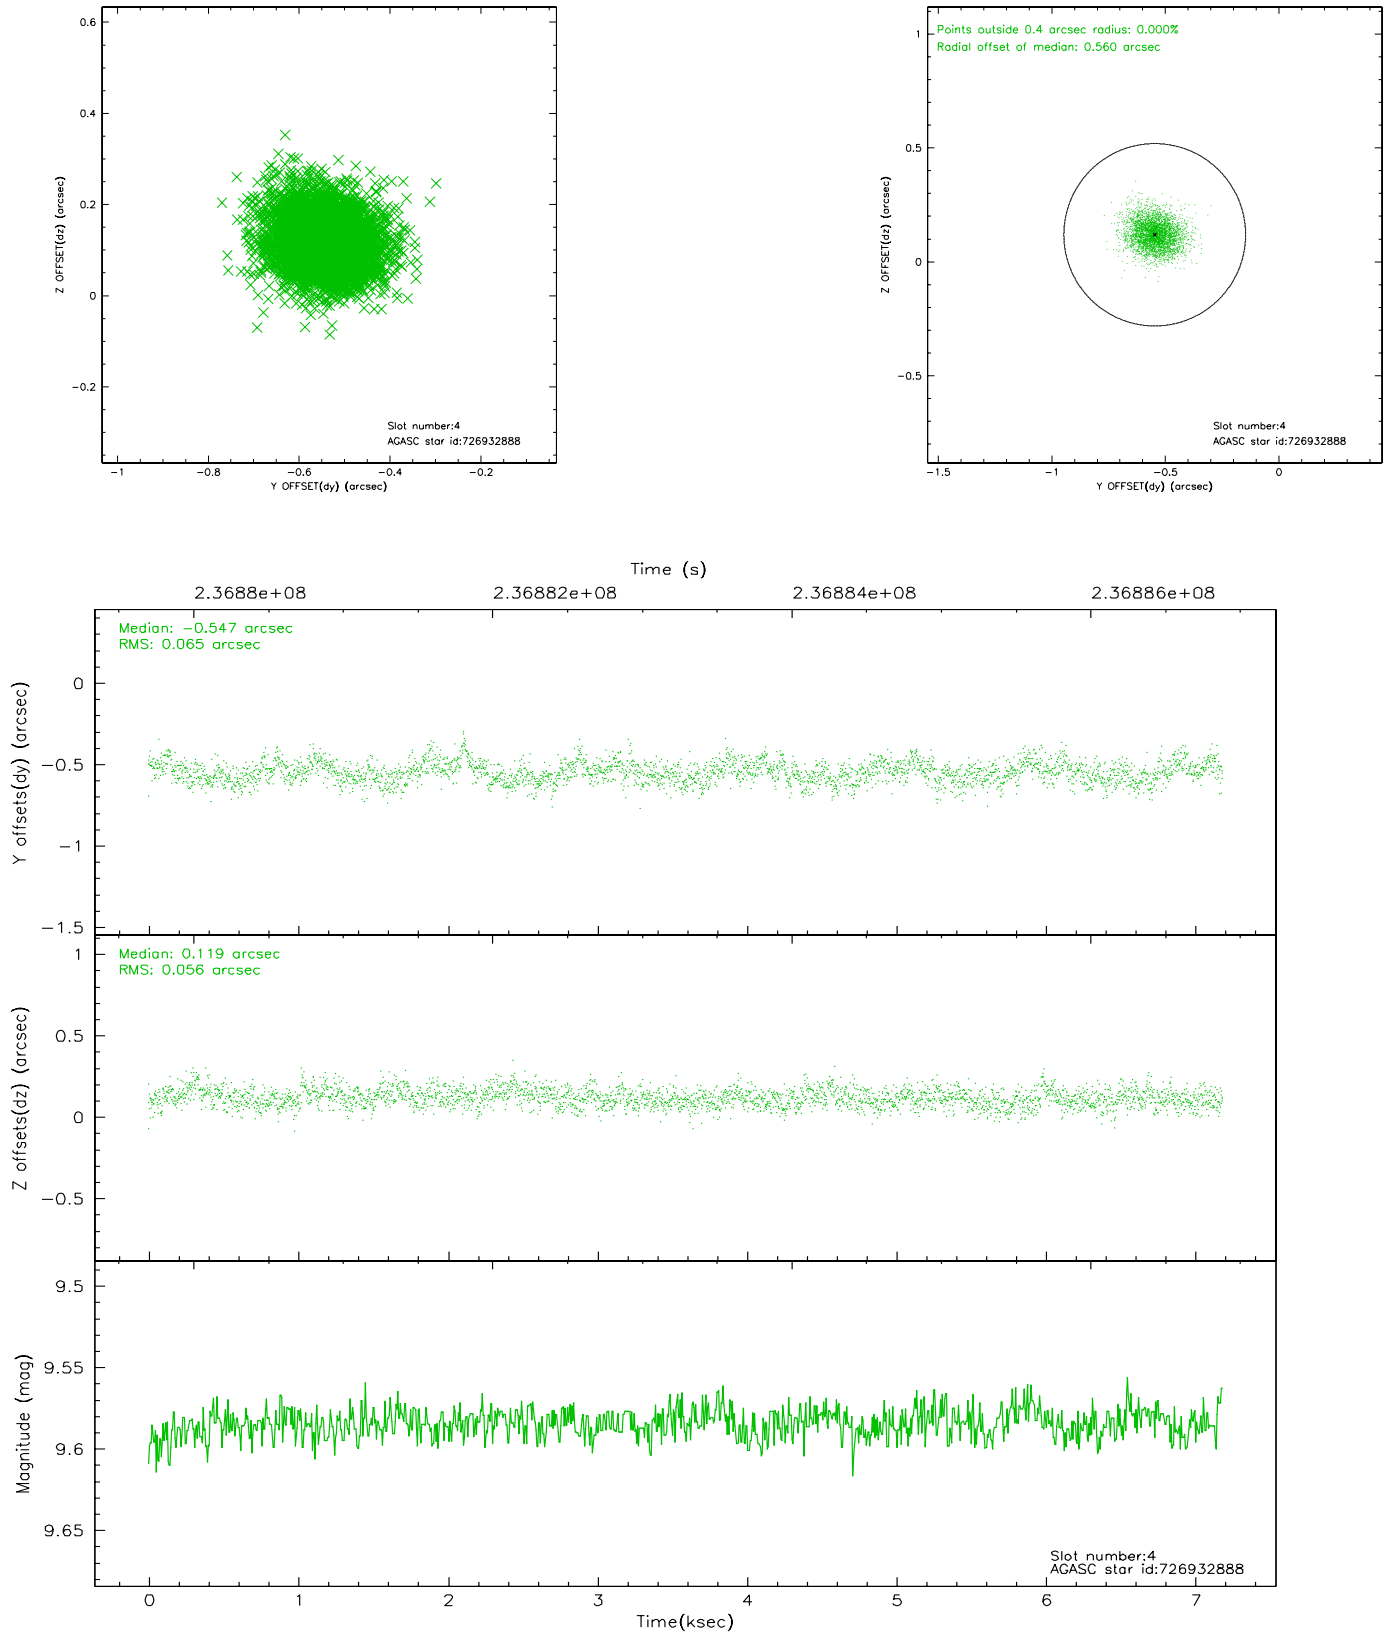 0.6
0.4
0.2
0
−0.2
Z OFFSET(dz) (arcsec)
Slot number:4
AGASC star id:726932888
−1 −0.8 −0.6 −0.4 −0.2
Y OFFSET(dy) (arcsec)
Points outside 0.4 arcsec radius: 0.000%
Radial offset of median: 0.560 arcsec
1
0.5
0
−0.5
Z OFFSET(dz) (arcsec)
Slot number:4
AGASC star id:726932888
−1.5 −1 −0.5 0
Y OFFSET(dy) (arcsec)
Time (s)
2.3688e+08 2.36882e+08 2.36884e+08 2.36886e+08
Median: −0.547 arcsec
RMS: 0.065 arcsec
0
−0.5
−1
−1.5
Y offsets(dy) (arcsec)
Median: 0.119 arcsec
RMS: 0.056 arcsec
1
0.5
0
−0.5
Z offsets(dz) (arcsec)
9.5
9.55
9.6
9.65
Magnitude (mag)
Slot number:4
AGASC star id:726932888
0 1 2 3 4 5 6 7
Time(ksec)